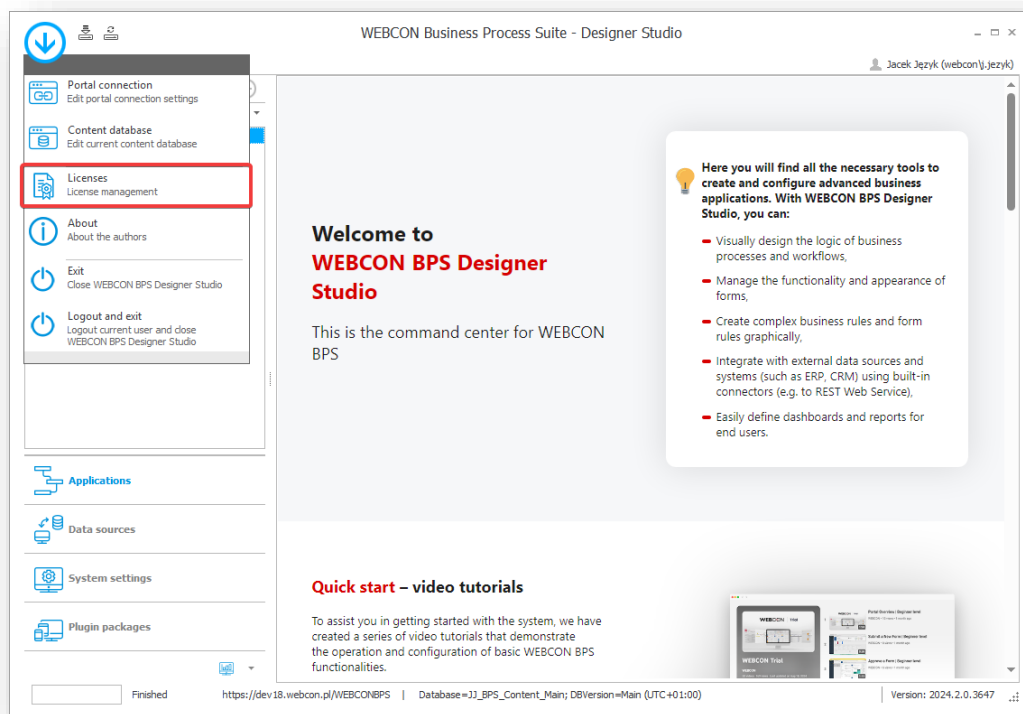 WEBCON Business Process Suite - Designer Studio
Jacek Język (webcon\j.jezyk)
Portal connection
Edit portal connection settings
Content database
Edit current content database
Licenses
License management
About
About the authors
Exit
Close WEBCON BPS Designer Studio
Logout and exit
Logout current user and close
WEBCON BPS Designer Studio
Applications
Data sources
System settings
Plugin packages
Welcome to
WEBCON BPS Designer
Studio
This is the command center for WEBCON
BPS
Here you will find all the necessary tools to
create and configure advanced business
applications. With WEBCON BPS Designer
Studio, you can:
Visually design the logic of business
processes and workflows,
Manage the functionality and appearance of
forms,
Create complex business rules and form
rules graphically,
Integrate with external data sources and
systems (such as ERP, CRM) using built-in
connectors (e.g. to REST Web Service),
Easily define dashboards and reports for
end users.
Quick start – video tutorials
To assist you in getting started with the system, we have
created a series of video tutorials that demonstrate
the operation and configuration of basic WEBCON BPS
functionalities.
WEBCON
WEBCON Trial
Finished
https://dev18.webcon.pl/WEBCONBPS | Database=JJ_BPS_Content_Main; DBVersion=Main (UTC+01:00)
Version: 2024.2.0.3647